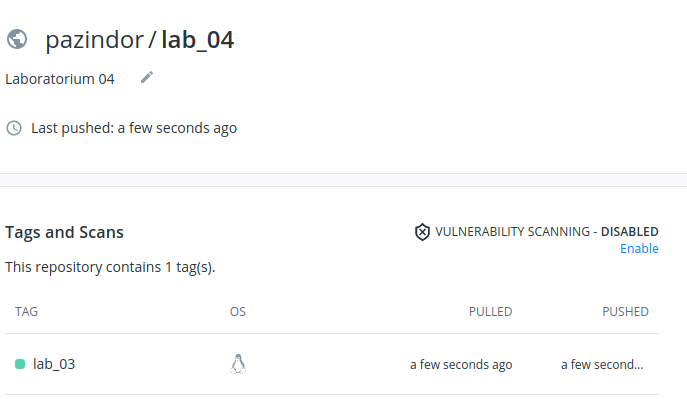 pazindor / lab_04
Laboratorium 04
Last pushed: a few seconds ago
Tags and Scans
VULNERABILITY SCANNING - DISABLED
Enable
This repository contains 1 tag(s).
TAG OS PULLED PUSHED
lab_03 a few seconds ago a few second...